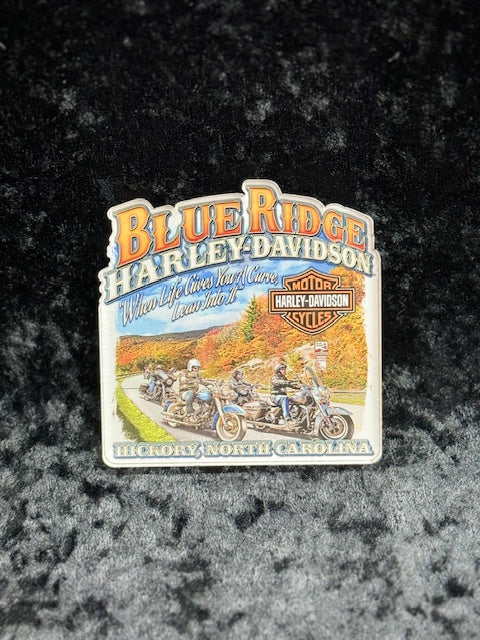 BLUE RIDGE
HARLEY-DAVIDSON
"When Life Gives You A Curve,
Lean Into It"
MOTOR
HARLEY-DAVIDSON
CYCLES
HICKORY, NORTH CAROLINA